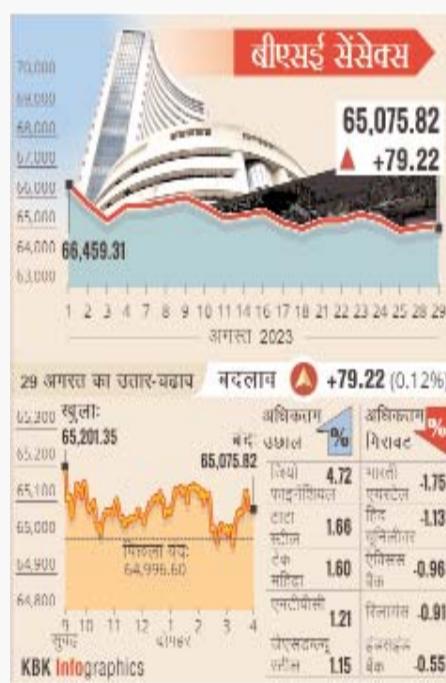 बीएसई सेंसेक्स
70,000
69,000
68,000
67,000
66,000
65,000
64,000
63,000
65,075.82
▲ +79.22
66,459.31
1 2 3 4 7 8 9 10 11 14 16 17 18 21 22 23 24 25 28 29
अगस्त 2023
29 अगस्त का उतार-चढ़ाव
बदलाव +79.22 (0.12%)
65,300
65,200
65,100
65,000
64,900
64,800
खुला:
65,201.35
बंद:
65,075.82
पिछला बंद:
64,996.60
9 10 11 12 1 2 3 4
सुबह दोपहर
अधिकतम
उछाल %
जियो
फाइनेंशियल 4.72
टाटा
स्टील 1.66
टेक
महिंद्रा 1.60
एनटीपीसी 1.21
जेएसडब्ल्यू
स्टील 1.15
अधिकतम
गिरावट %
भारती
एयरटेल -1.75
हिंद
यूनिलीवर -1.13
एक्सिस
बैंक -0.96
रिलायंस -0.91
इंडसइंड
बैंक -0.55
KBK Infographics